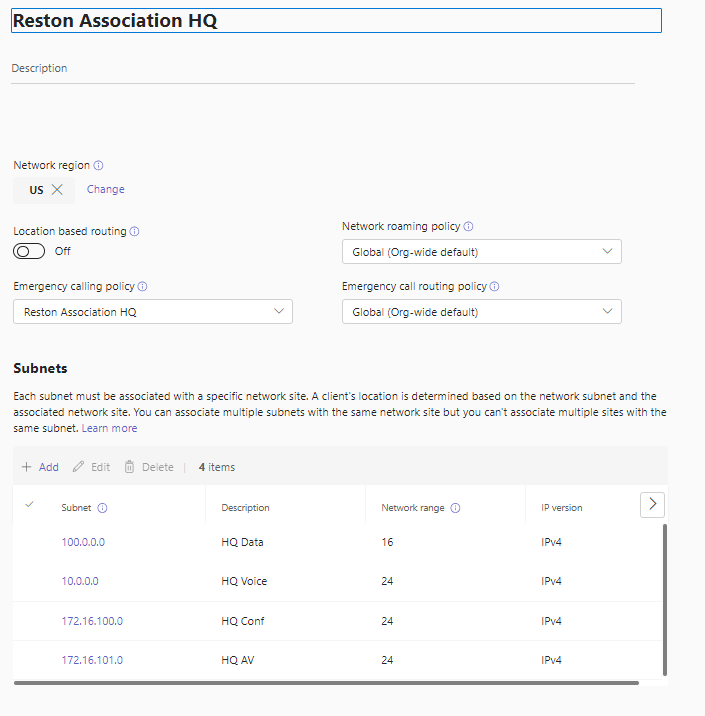 Reston Association HQ
Description
Network region
US Change
Location based routing
Off
Network roaming policy
Global (Org-wide default)
Emergency calling policy
Reston Association HQ
Emergency call routing policy
Global (Org-wide default)
Subnets
Each subnet must be associated with a specific network site. A client's location is determined based on the network subnet and the
associated network site. You can associate multiple subnets with the same network site but you can't associate multiple sites with the
same subnet. Learn more
Add Edit Delete | 4 items
Subnet Description Network range IP version
100.0.0.0 HQ Data 16 IPv4
10.0.0.0 HQ Voice 24 IPv4
172.16.100.0 HQ Conf 24 IPv4
172.16.101.0 HQ AV 24 IPv4